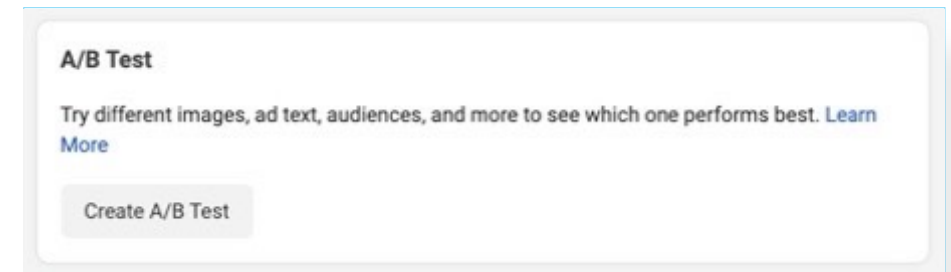 A/B Test
Try different images, ad text, audiences, and more to see which one performs best. Learn
More
Create A/B Test